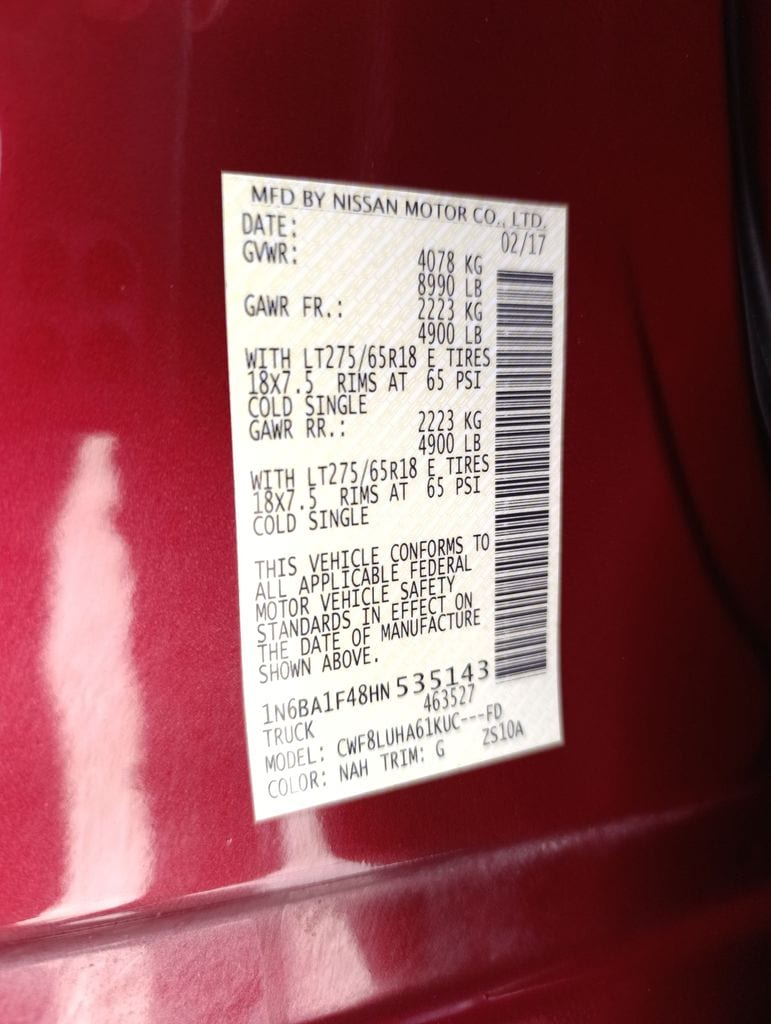 MFD BY NISSAN MOTOR CO., LTD.
DATE: 02/17
GVWR: 4078 KG
8990 LB
GAWR FR.: 2223 KG
4900 LB
WITH LT275/65R18 E TIRES
18X7.5 RIMS AT 65 PSI
COLD SINGLE
GAWR RR.: 2223 KG
4900 LB
WITH LT275/65R18 E TIRES
18X7.5 RIMS AT 65 PSI
COLD SINGLE
THIS VEHICLE CONFORMS TO
ALL APPLICABLE FEDERAL
MOTOR VEHICLE SAFETY
STANDARDS IN EFFECT ON
THE DATE OF MANUFACTURE
SHOWN ABOVE.
1N6BA1F48HN 535143
TRUCK 463527
MODEL: CWF8LUHA61KUC---FD
COLOR: NAH TRIM: G ZS10A